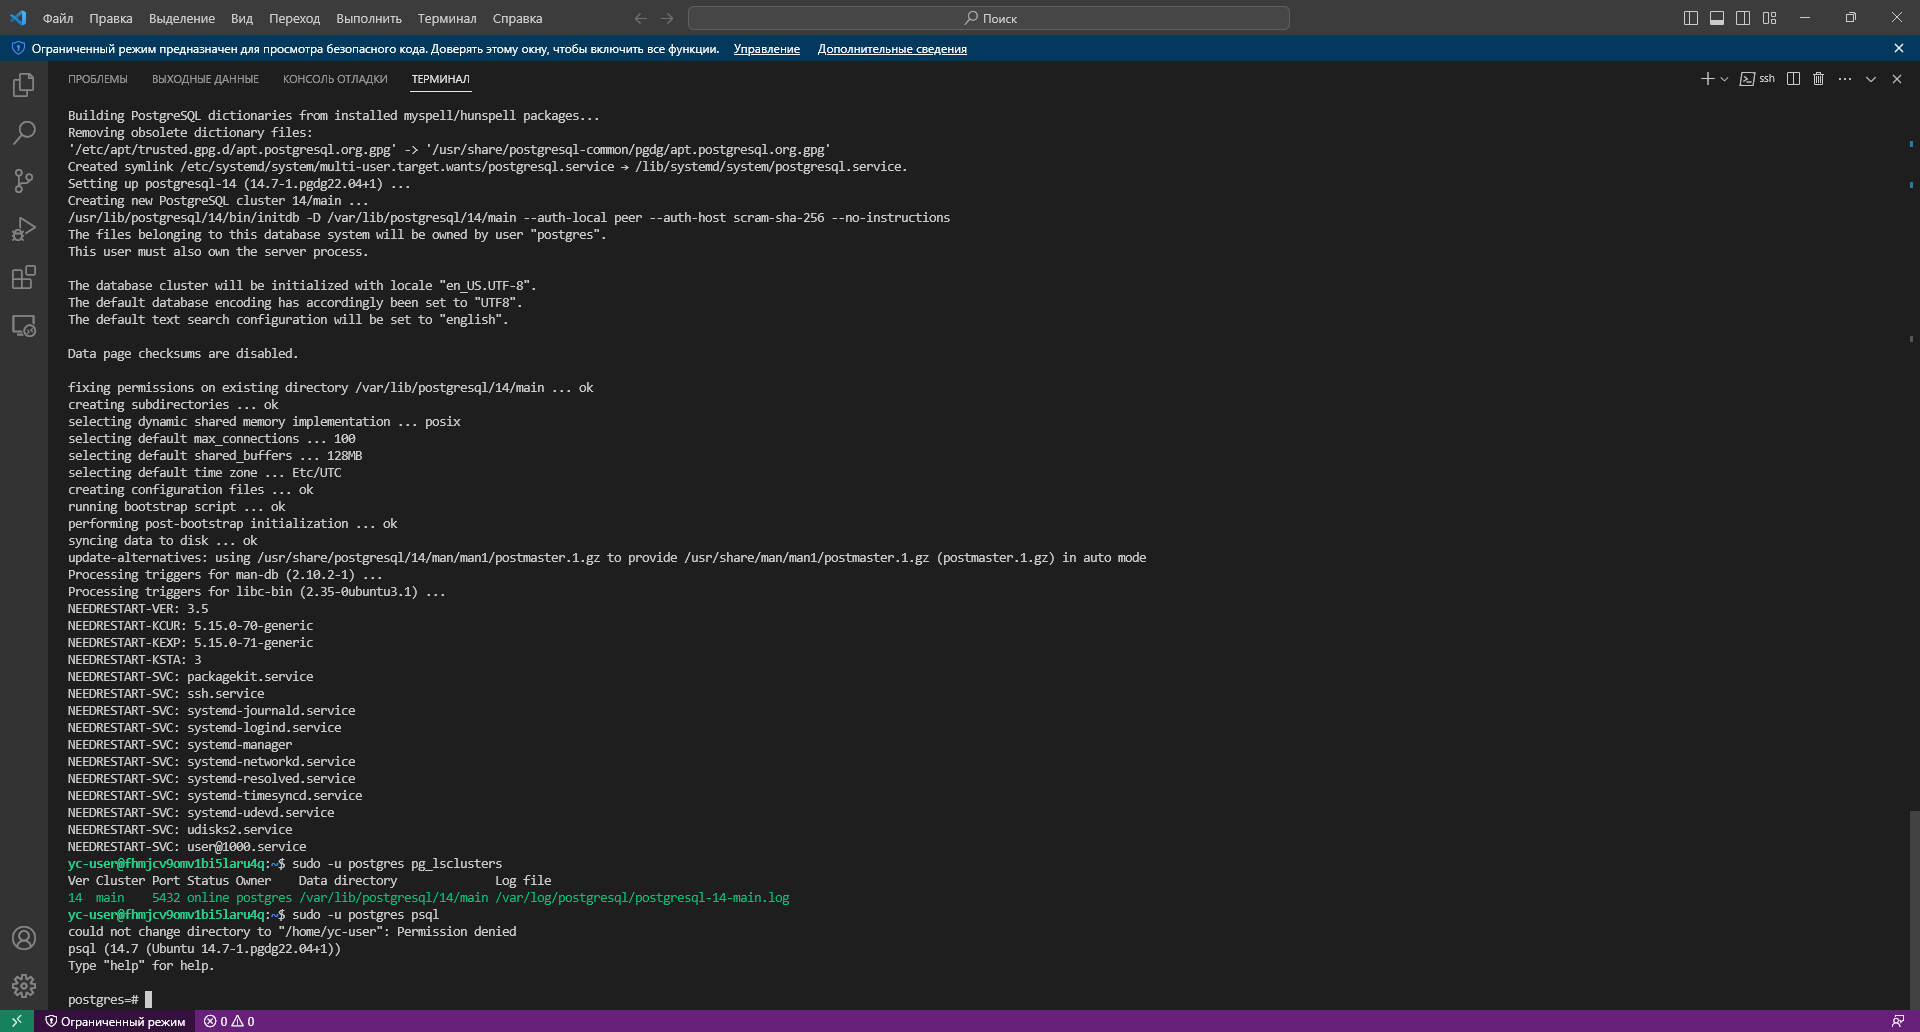 Файл Правка Выделение Вид Переход Выполнить Терминал Справка Поиск
Ограниченный режим предназначен для просмотра безопасного кода. Доверять этому окну, чтобы включить все функции. Управление Дополнительные сведения
ПРОБЛЕМЫ ВЫХОДНЫЕ ДАННЫЕ КОНСОЛЬ ОТЛАДКИ ТЕРМИНАЛ ssh
Building PostgreSQL dictionaries from installed myspell/hunspell packages...
Removing obsolete dictionary files:
'/etc/apt/trusted.gpg.d/apt.postgresql.org.gpg' -> '/usr/share/postgresql-common/pgdg/apt.postgresql.org.gpg'
Created symlink /etc/systemd/system/multi-user.target.wants/postgresql.service → /lib/systemd/system/postgresql.service.
Setting up postgresql-14 (14.7-1.pgdg22.04+1) ...
Creating new PostgreSQL cluster 14/main ...
/usr/lib/postgresql/14/bin/initdb -D /var/lib/postgresql/14/main --auth-local peer --auth-host scram-sha-256 --no-instructions
The files belonging to this database system will be owned by user "postgres".
This user must also own the server process.
The database cluster will be initialized with locale "en_US.UTF-8".
The default database encoding has accordingly been set to "UTF8".
The default text search configuration will be set to "english".
Data page checksums are disabled.
fixing permissions on existing directory /var/lib/postgresql/14/main ... ok
creating subdirectories ... ok
selecting dynamic shared memory implementation ... posix
selecting default max_connections ... 100
selecting default shared_buffers ... 128MB
selecting default time zone ... Etc/UTC
creating configuration files ... ok
running bootstrap script ... ok
performing post-bootstrap initialization ... ok
syncing data to disk ... ok
update-alternatives: using /usr/share/postgresql/14/man/man1/postmaster.1.gz to provide /usr/share/man/man1/postmaster.1.gz (postmaster.1.gz) in auto mode
Processing triggers for man-db (2.10.2-1) ...
Processing triggers for libc-bin (2.35-0ubuntu3.1) ...
NEEDRESTART-VER: 3.5
NEEDRESTART-KCUR: 5.15.0-70-generic
NEEDRESTART-KEXP: 5.15.0-71-generic
NEEDRESTART-KSTA: 3
NEEDRESTART-SVC: packagekit.service
NEEDRESTART-SVC: ssh.service
NEEDRESTART-SVC: systemd-journald.service
NEEDRESTART-SVC: systemd-logind.service
NEEDRESTART-SVC: systemd-manager
NEEDRESTART-SVC: systemd-networkd.service
NEEDRESTART-SVC: systemd-resolved.service
NEEDRESTART-SVC: systemd-timesyncd.service
NEEDRESTART-SVC: systemd-udevd.service
NEEDRESTART-SVC: udisks2.service
NEEDRESTART-SVC: user@1000.service
yc-user@fhmjcv9omv1bi5laru4q:~$ sudo -u postgres pg_lsclusters
Ver Cluster Port Status Owner    Data directory              Log file
14  main    5432 online postgres /var/lib/postgresql/14/main /var/log/postgresql/postgresql-14-main.log
yc-user@fhmjcv9omv1bi5laru4q:~$ sudo -u postgres psql
could not change directory to "/home/yc-user": Permission denied
psql (14.7 (Ubuntu 14.7-1.pgdg22.04+1))
Type "help" for help.
postgres=#
Ограниченный режим 0 0